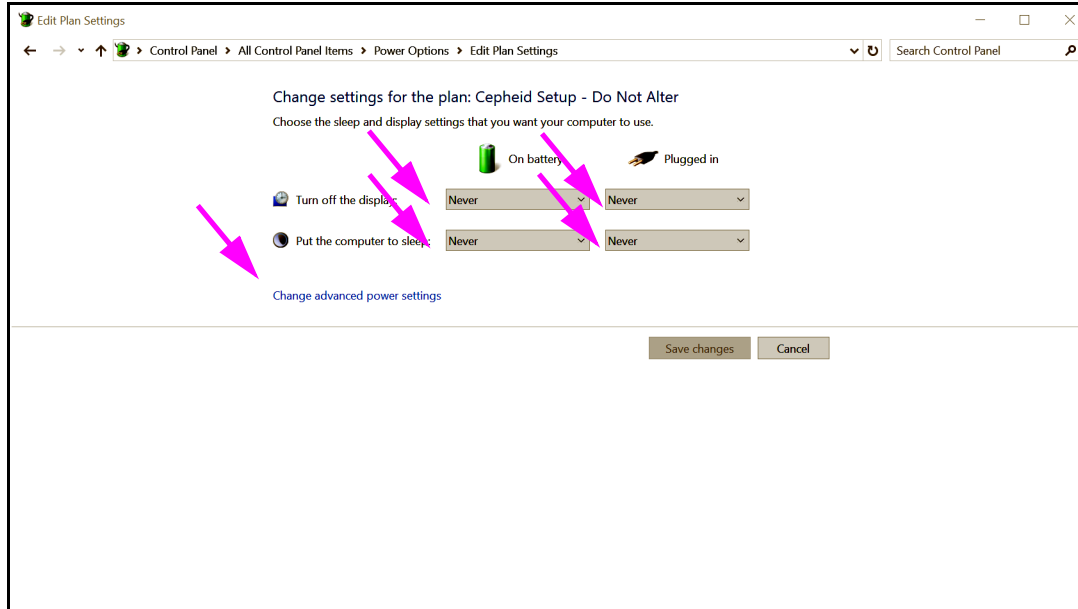 Edit Plan Settings
Control Panel > All Control Panel Items > Power Options > Edit Plan Settings
Search Control Panel
Change settings for the plan: Cepheid Setup - Do Not Alter
Choose the sleep and display settings that you want your computer to use.
On battery
Plugged in
Turn off the display:
Never
Never
Put the computer to sleep:
Never
Never
Change advanced power settings
Save changes
Cancel